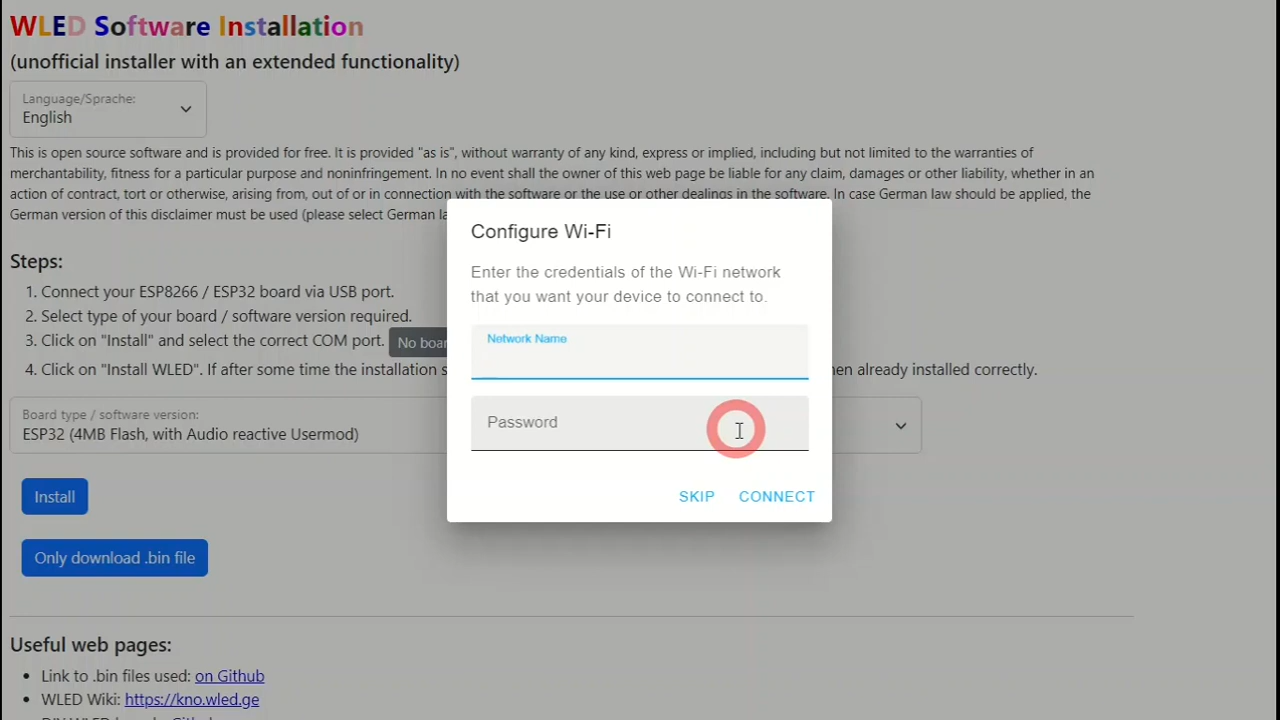 WLED Software Installation
(unofficial installer with an extended functionality)
Language/Sprache:
English
This is open source software and is provided for free. It is provided "as is", without warranty of any kind, express or implied, including but not limited to the warranties of
merchantability, fitness for a particular purpose and noninfringement. In no event shall the owner of this web page be liable for any claim, damages or other liability, whether in an
action of contract, tort or otherwise, arising from, out of or in connection with the software or the use or other dealings in the software. In case German law should be applied, the
German version of this disclaimer must be used (please select German
Steps:
1. Connect your ESP8266 / ESP32 board via USB port.
2. Select type of your board / software version required.
3. Click on "Install" and select the correct COM port. No
4. Click on "Install WLED". If after some time the installation
already installed correctly.
Board type / software version:
ESP32 (4MB Flash, with Audio reactive Usermod)
Install
Only download .bin file
Configure Wi-Fi
Enter the credentials of the Wi-Fi network
that you want your device to connect to.
Network Name
Password
SKIP CONNECT
Useful web pages:
• Link to .bin files used: on Github
• WLED Wiki: https://kno.wled.ge